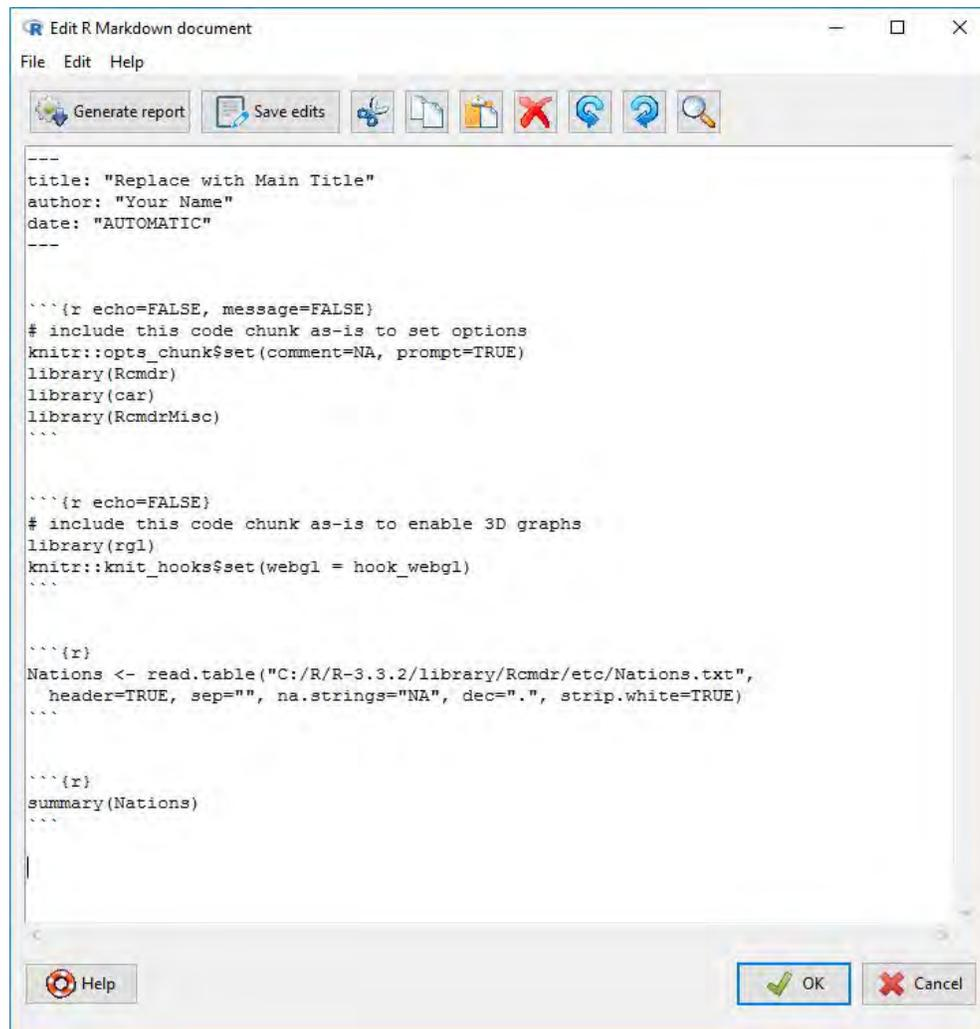 Edit R Markdown document
File Edit Help
Generate report Save edits
---
title: "Replace with Main Title"
author: "Your Name"
date: "AUTOMATIC"
---
```{r echo=FALSE, message=FALSE}
# include this code chunk as-is to set options
knitr::opts_chunk$set(comment=NA, prompt=TRUE)
library(Rcmdr)
library(car)
library(RcmdrMisc)
```
```{r echo=FALSE}
# include this code chunk as-is to enable 3D graphs
library(rgl)
knitr::knit_hooks$set(webgl = hook_webgl)
```
```{r}
Nations <- read.table("C:/R/R-3.3.2/library/Rcmdr/etc/Nations.txt",
  header=TRUE, sep="", na.strings="NA", dec=".", strip.white=TRUE)
```
```{r}
summary(Nations)
```
Help OK Cancel